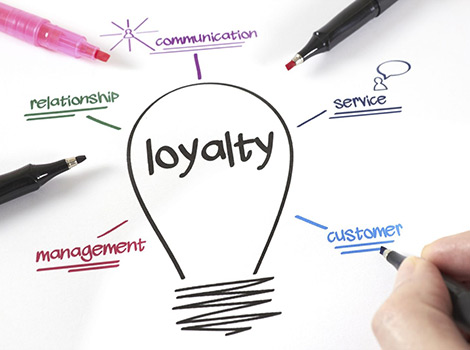 communication
relationship
service
loyalty
management
customer